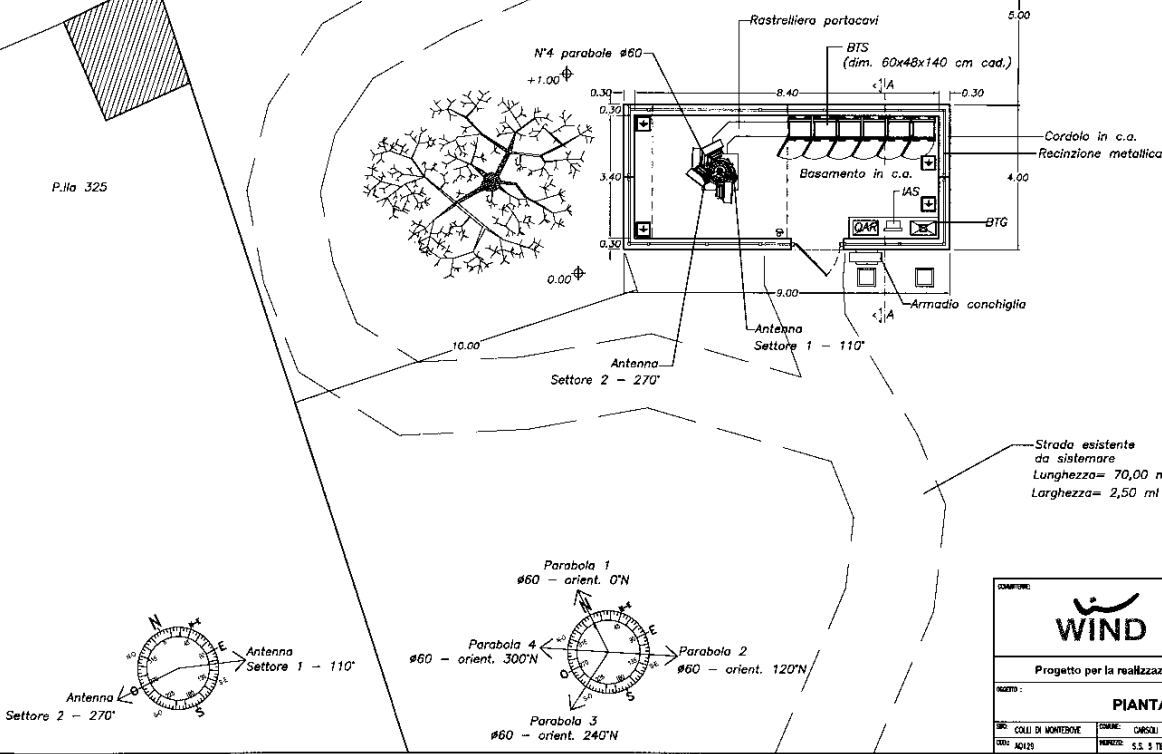 Rastrelliera portacavi
5.00
N°4 parabole ø60
BTS
(dim. 60x48x140 cm cad.)
+1.00
A
0.30
8.40
0.30
0.30
Cordolo in c.a.
Recinzione metallica
P.lla 325
3.40
Basamento in c.a.
4.00
IAS
QAR
BTG
0.30
0.00
9.00
Armadio conchiglia
A
Antenna
Settore 1 - 110°
10.00
Antenna
Settore 2 - 270°
Strada esistente
da sistemare
Lunghezza= 70,00 m
Larghezza= 2,50 ml
Parabola 1
ø60 - orient. 0°N
Parabola 4
ø60 - orient. 300°N
Parabola 2
ø60 - orient. 120°N
Parabola 3
ø60 - orient. 240°N
N
E
S
O
N
E
S
O
Antenna
Settore 1 - 110°
Antenna
Settore 2 - 270°
COMMITTENTE:
WIND
Progetto per la realizzaz
OGGETTO :
PIANTA
COLLI DI MONTEBOVE
COMUNE:
CARSOLI
AQ129
S.S. 5 TI